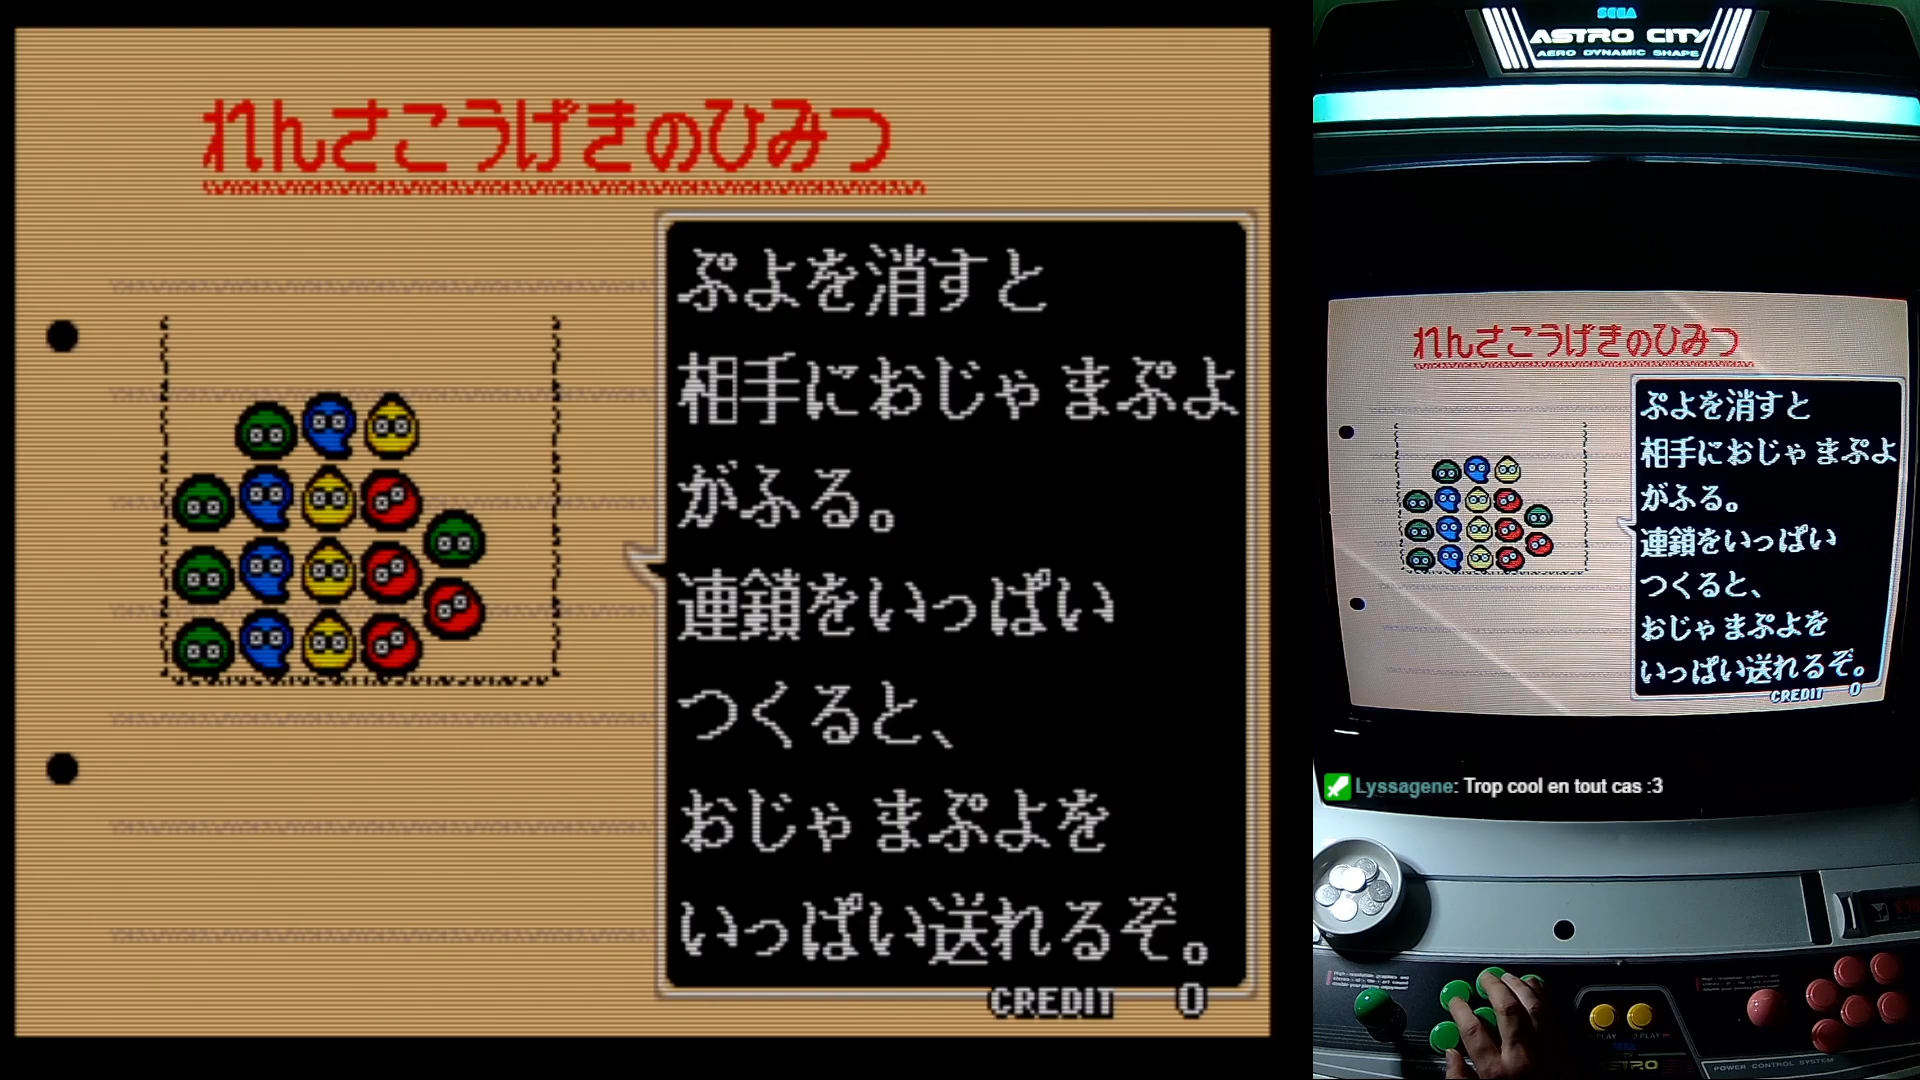 れんさこうげきのひみつ
ぷよを消すと
相手におじゃまぷよ
がふる。
連鎖をいっぱい
つくると、
おじゃまぷよを
いっぱい送れるぞ。
CREDIT 0
SEGA
ASTRO CITY
AERO DYNAMIC SHAPE
れんさこうげきのひみつ
ぷよを消すと
相手におじゃまぷよ
がふる。
連鎖をいっぱい
つくると、
おじゃまぷよを
いっぱい送れるぞ。
CREDIT 0
Lyssagene: Trop cool en tout cas :3
POWER CONTROL SYSTEM